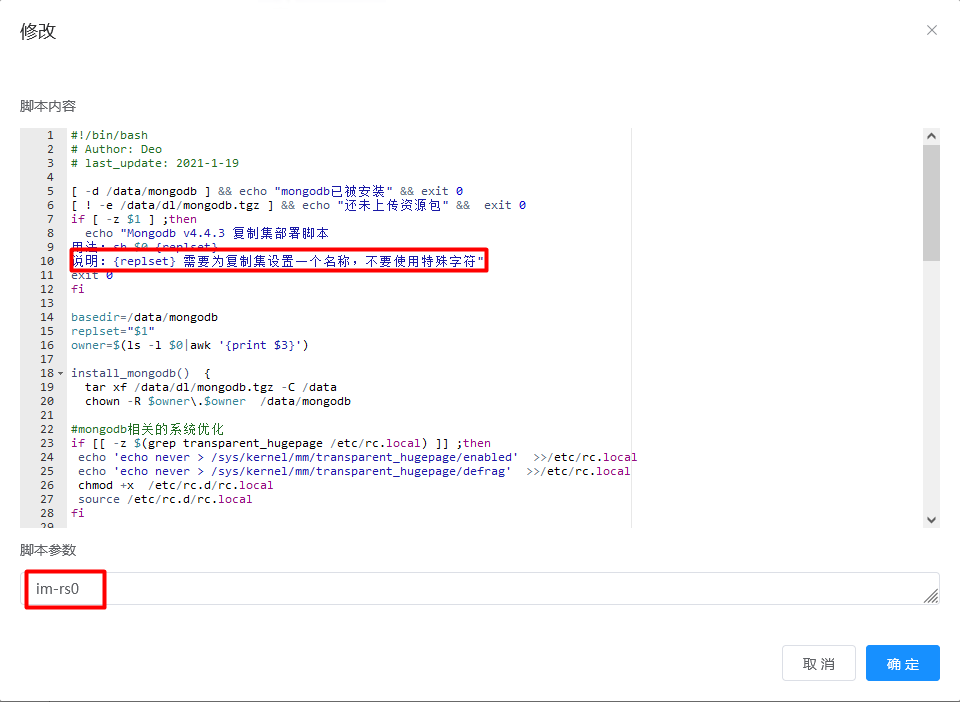 修改
脚本内容
1 #!/bin/bash
2 # Author: Deo
3 # last_update: 2021-1-19
4
5 [ -d /data/mongodb ] && echo "mongodb已被安装" && exit 0
6 [ ! -e /data/dl/mongodb.tgz ] && echo "还未上传资源包" &&  exit 0
7 if [ -z $1 ] ;then
8   echo "Mongodb v4.4.3 复制集部署脚本
9 用法: sh $0 {replset}
10 说明: {replset} 需要为复制集设置一个名称，不要使用特殊字符"
11 exit 0
12 fi
13
14 basedir=/data/mongodb
15 replset="$1"
16 owner=$(ls -l $0|awk '{print $3}')
17
18 install_mongodb()  {
19   tar xf /data/dl/mongodb.tgz -C /data
20   chown -R $owner\.$owner  /data/mongodb
21
22 #mongodb相关的系统优化
23 if [[ -z $(grep transparent_hugepage /etc/rc.local) ]] ;then
24  echo 'echo never > /sys/kernel/mm/transparent_hugepage/enabled'  >>/etc/rc.local
25  echo 'echo never > /sys/kernel/mm/transparent_hugepage/defrag'  >>/etc/rc.local
26  chmod +x  /etc/rc.d/rc.local
27  source /etc/rc.d/rc.local
28 fi
29
脚本参数
im-rs0
取消 确定